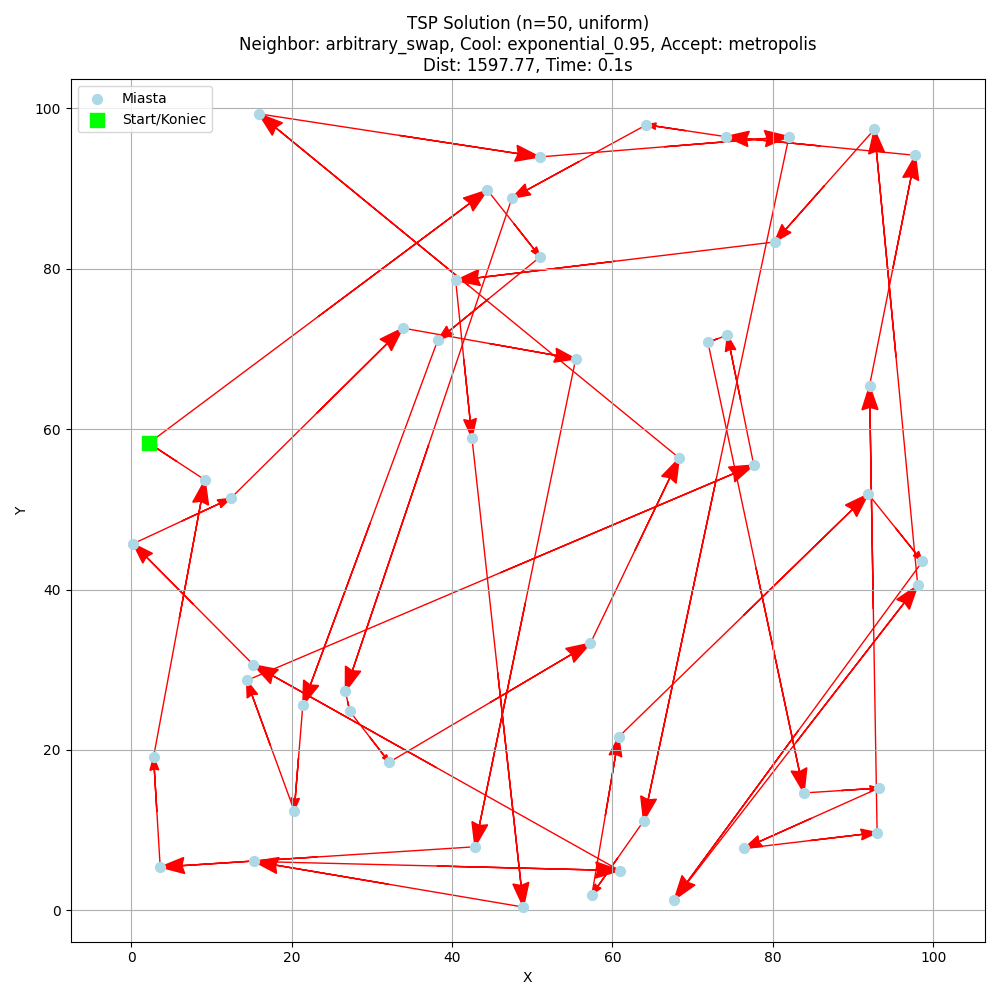 TSP Solution (n=50, uniform)
Neighbor: arbitrary_swap, Cool: exponential_0.95, Accept: metropolis
Dist: 1597.77, Time: 0.1s
Miasta
Start/Koniec
100
80
60
40
20
0
Y
0 20 40 60 80 100
X